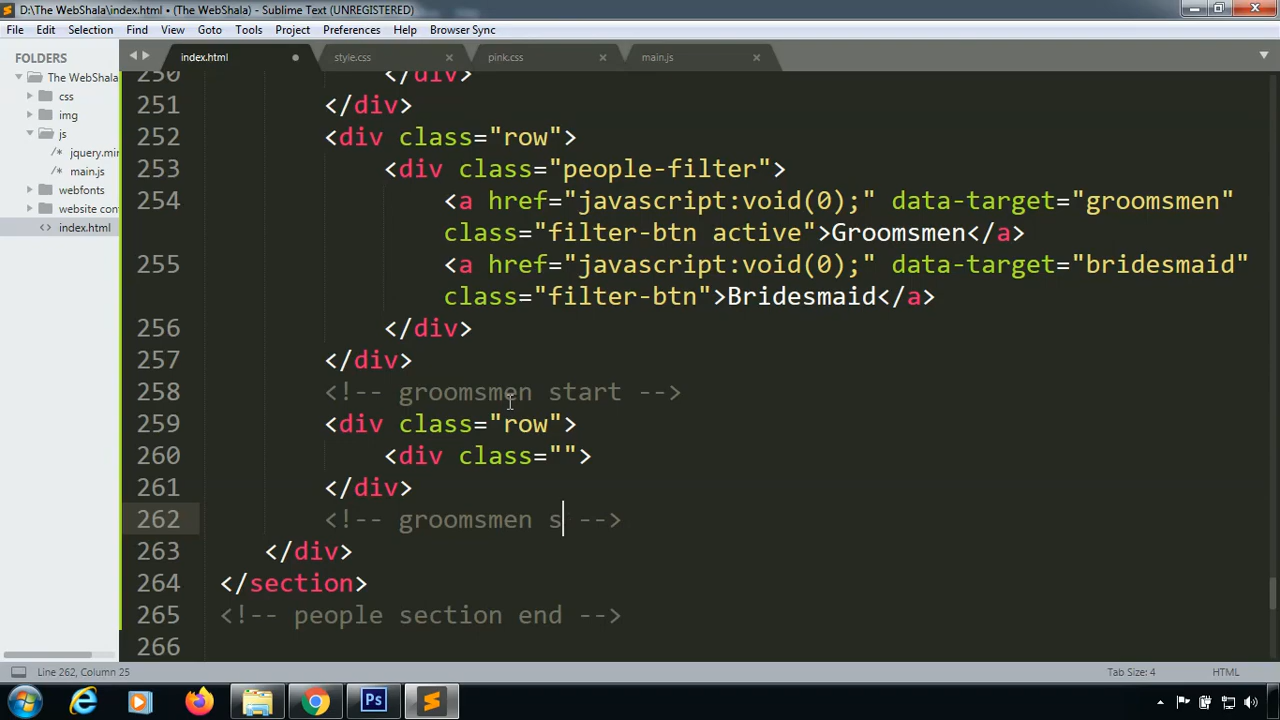 D:\The WebShala\index.html • (The WebShala) - Sublime Text (UNREGISTERED)
File Edit Selection Find View Goto Tools Project Preferences Help Browser Sync
FOLDERS
The WebShala
css
img
js
jquery.min
main.js
webfonts
website con
index.html
index.html style.css pink.css main.js
250 </div>
251 </div>
252 <div class="row">
253 <div class="people-filter">
254 <a href="javascript:void(0);" data-target="groomsmen"
class="filter-btn active">Groomsmen</a>
255 <a href="javascript:void(0);" data-target="bridesmaid"
class="filter-btn">Bridesmaid</a>
256 </div>
257 </div>
258 <!-- groomsmen start -->
259 <div class="row">
260 <div class="">
261 </div>
262 <!-- groomsmen s -->
263 </div>
264 </section>
265 <!-- people section end -->
266
Line 262, Column 25 Tab Size: 4 HTML
Ps